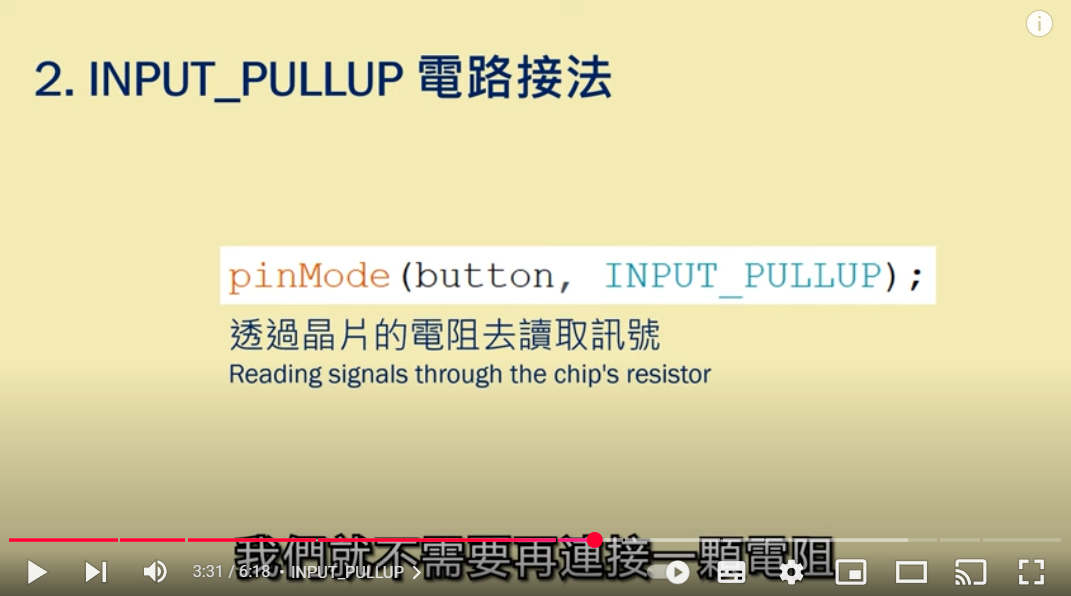 2. INPUT_PULLUP 電路接法
pinMode(button, INPUT_PULLUP);
透過晶片的電阻去讀取訊號
Reading signals through the chip's resistor
我們就不需要再連接一顆電阻
3:31 / 6:18 · INPUT_PULLUP